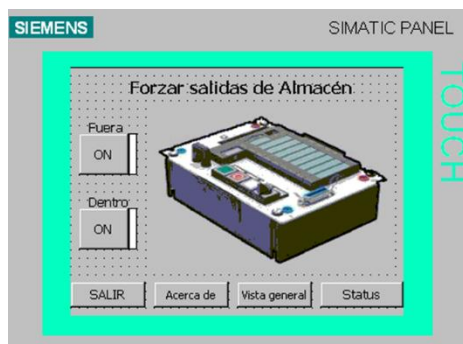 SIEMENS
SIMATIC PANEL
TOUCH
Forzar salidas de Almacén
Fuera
ON
Dentro
ON
SALIR
Acerca de
Vista general
Status